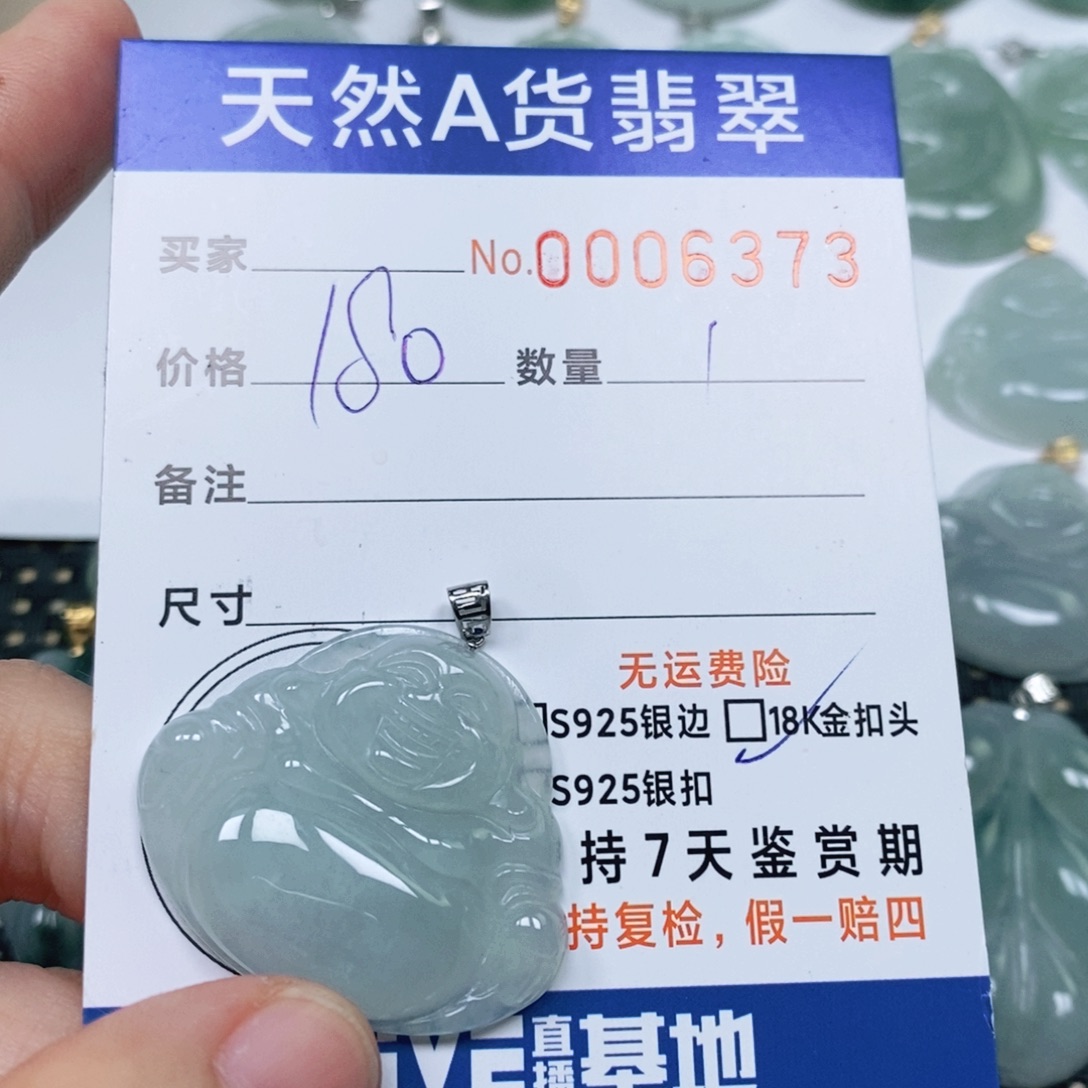 天然A货翡翠
买家 No.0006373
价格 180 数量 1
备注
尺寸
无运费险
S925银边 18K金扣头
S925银扣
持7天鉴赏期
持复检，假一赔四
直播基地